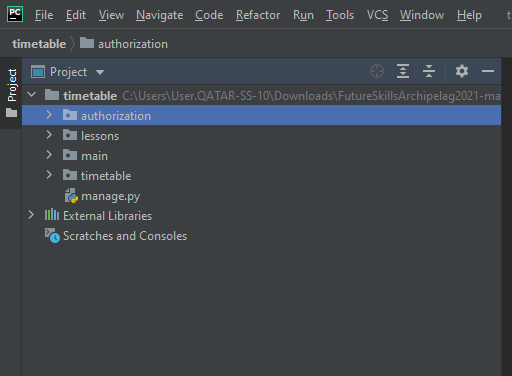 PC File Edit View Navigate Code Refactor Run Tools VCS Window Help t
timetable authorization
Project
Project
timetable C:\Users\User.QATAR-SS-10\Downloads\FutureSkillsArchipelag2021-ma
authorization
lessons
main
timetable
manage.py
External Libraries
Scratches and Consoles